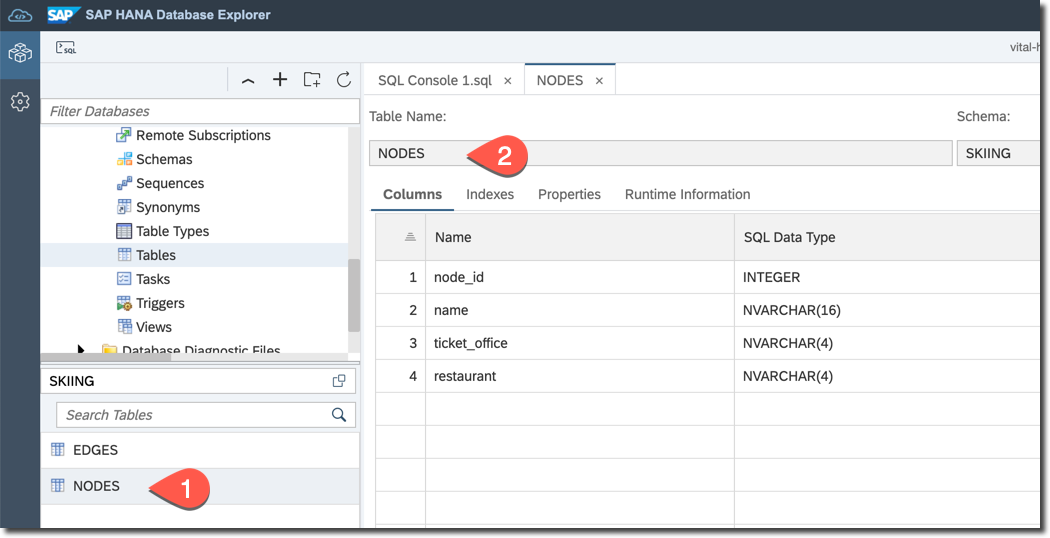 SAP SAP HANA Database Explorer
SQL
vital-h
SQL Console 1.sql × NODES ×
Filter Databases
Remote Subscriptions
Schemas
Sequences
Synonyms
Table Types
Tables
Tasks
Triggers
Views
Database Diagnostic Files
SKIING
Search Tables
EDGES
NODES
1
Table Name:
Schema:
NODES
2
SKIING
Columns Indexes Properties Runtime Information
Name SQL Data Type
1 node_id INTEGER
2 name NVARCHAR(16)
3 ticket_office NVARCHAR(4)
4 restaurant NVARCHAR(4)